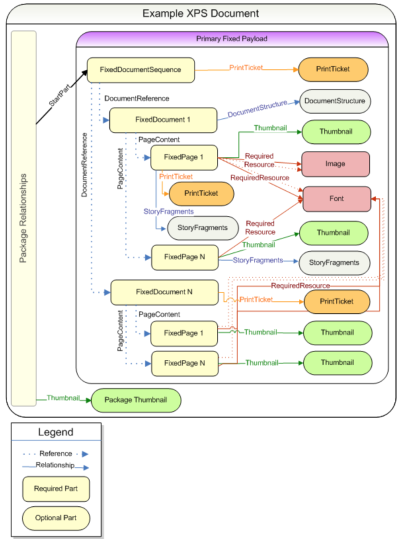 Example XPS Document
Primary Fixed Payload
Package Relationships
StartPart
FixedDocumentSequence
PrintTicket
PrintTicket
DocumentReference
DocumentReference
FixedDocument 1
DocumentStructure
DocumentStructure
PageContent
PageContent
FixedPage 1
Thumbnail
Thumbnail
Required
Resource
Image
RequiredResource
PrintTicket
PrintTicket
Font
StoryFragments
StoryFragments
Required
Resource
Thumbnail
Thumbnail
FixedPage N
StoryFragments
StoryFragments
RequiredResource
FixedDocument N
PrintTicket
PrintTicket
PageContent
PageContent
FixedPage 1
Thumbnail
Thumbnail
FixedPage N
Thumbnail
Thumbnail
Thumbnail
Package Thumbnail
Legend
Reference
Relationship
Required Part
Optional Part